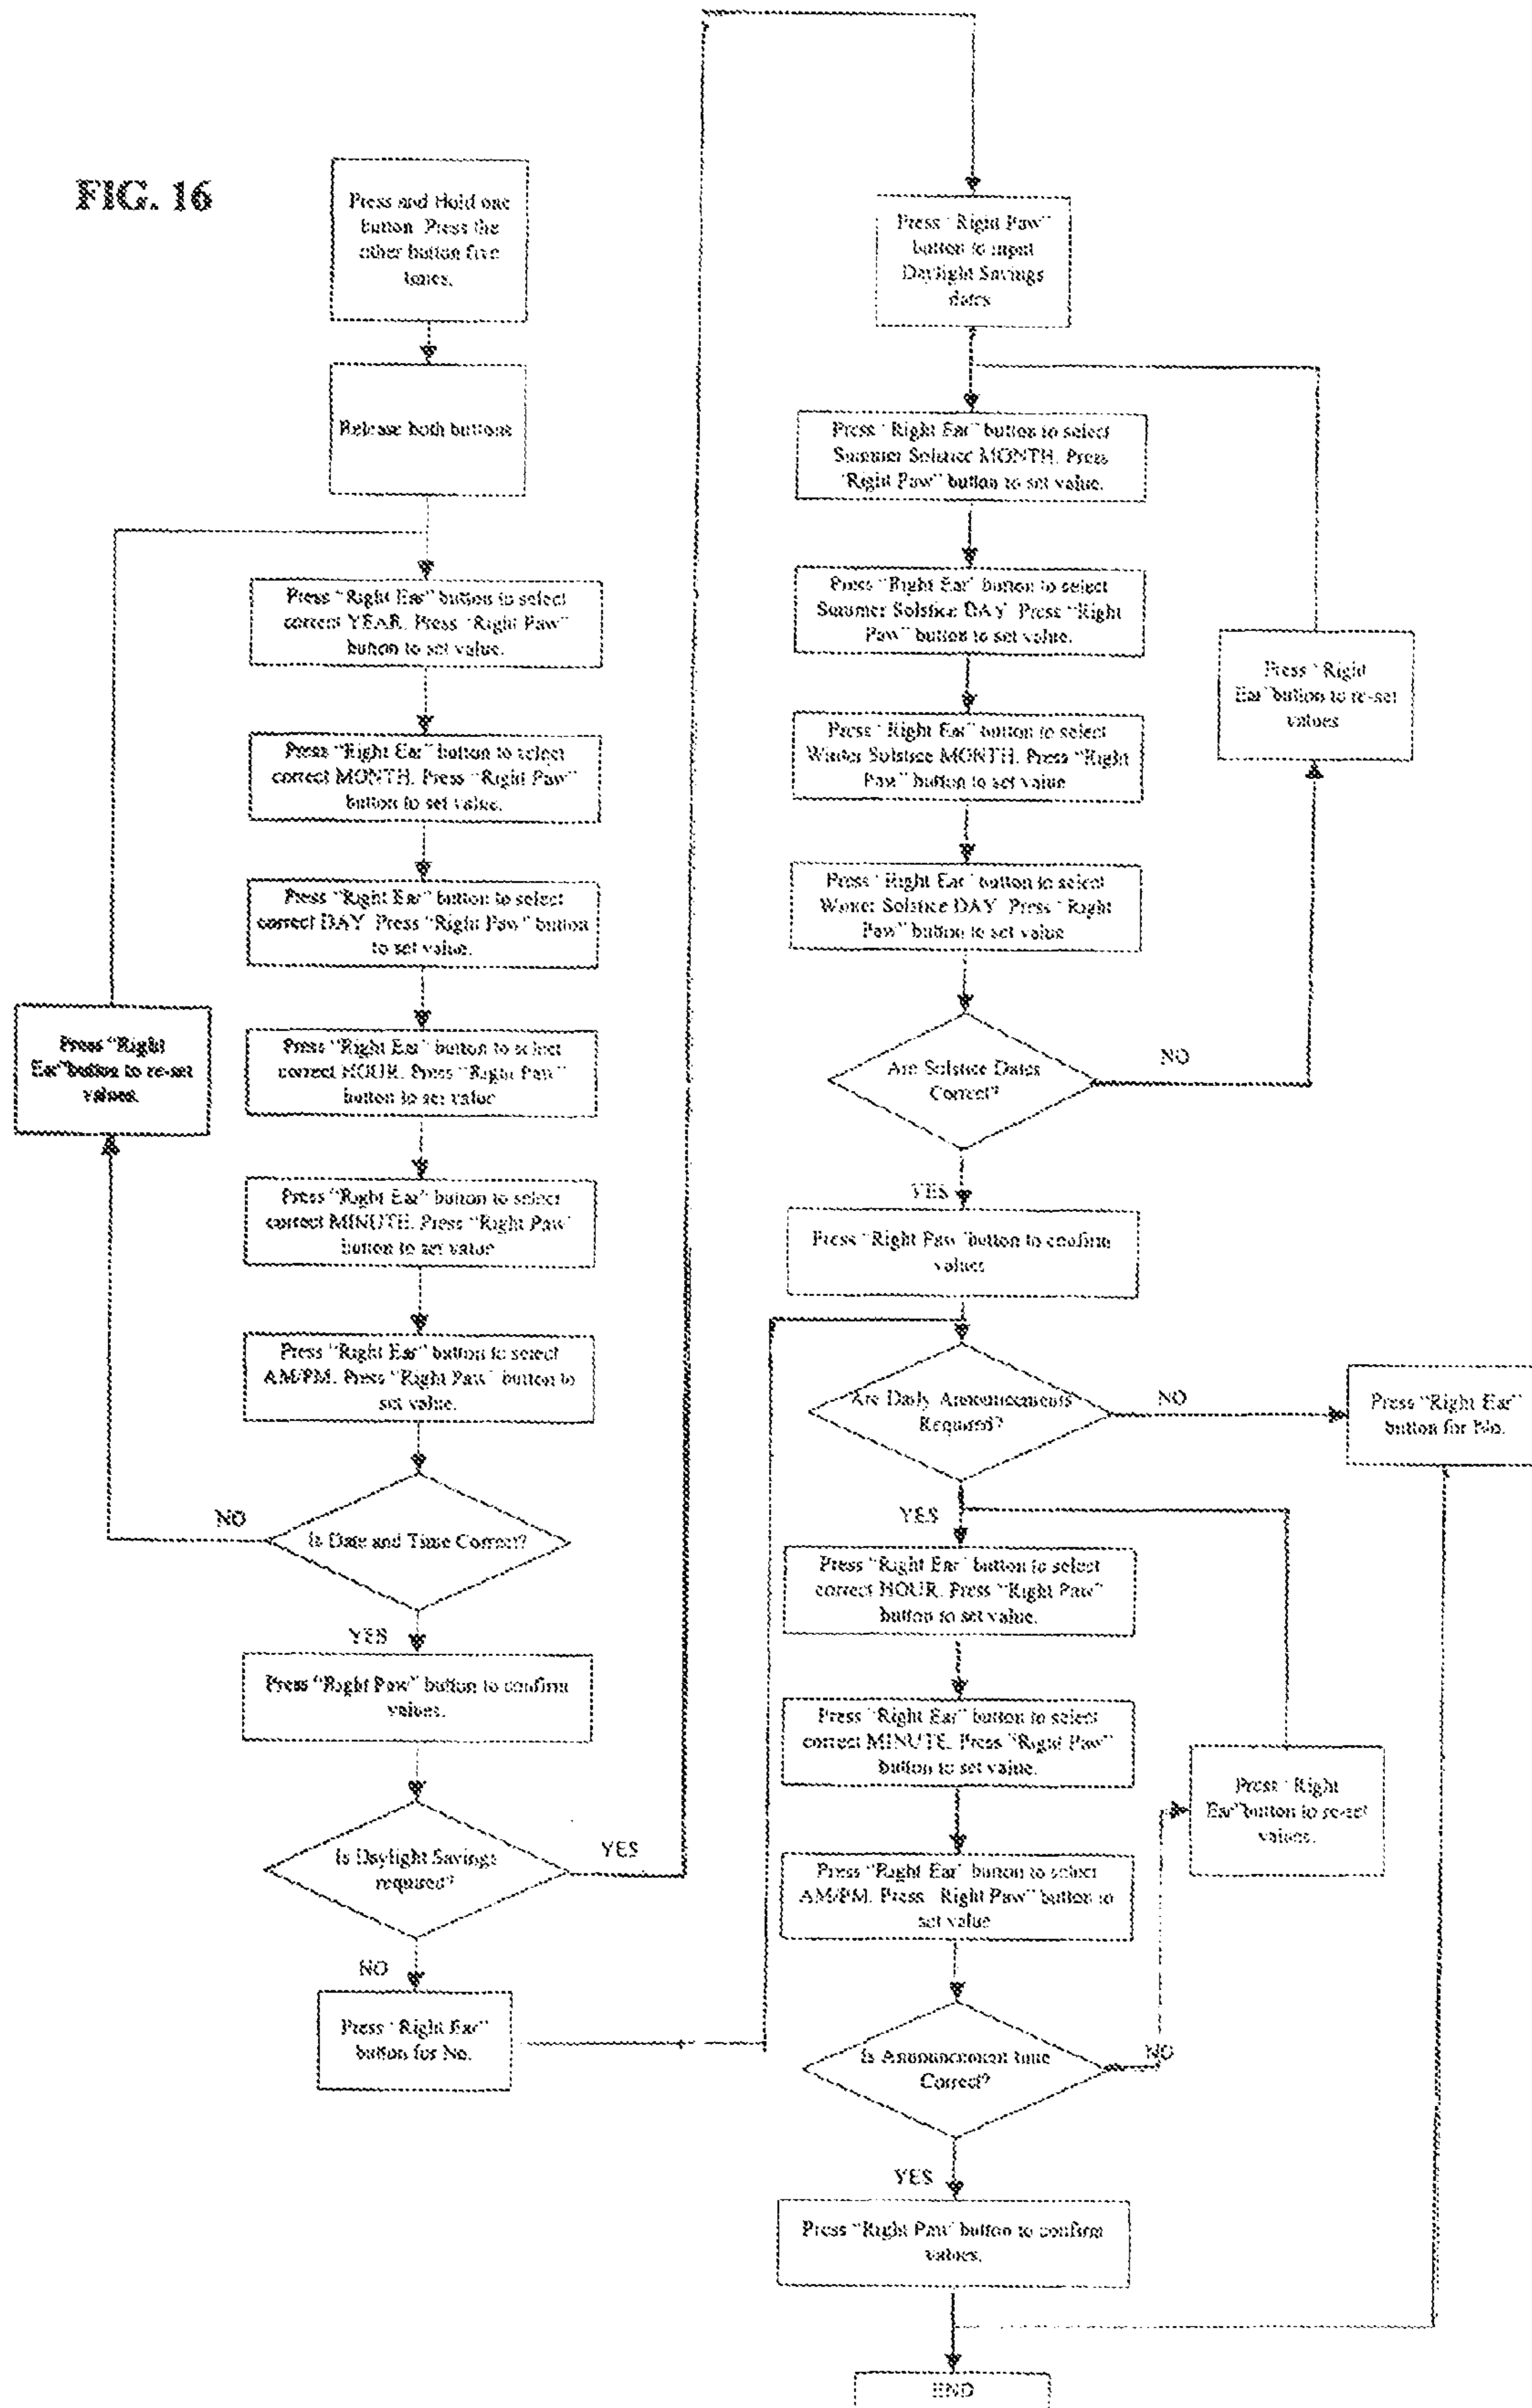 FIG. 16
Press and Hold one
button. Press the
other button five
times.
Release both buttons
Press "Right Ear" button to select
correct YEAR. Press "Right Paw"
button to set value.
Press "Right Ear" button to select
correct MONTH. Press "Right Paw"
button to set value.
Press "Right Ear" button to select
correct DAY. Press "Right Paw" button
to set value.
Press "Right Ear" button to select
correct HOUR. Press "Right Paw"
button to set value
Press "Right Ear" button to select
correct MINUTE. Press "Right Paw"
button to set value
Press "Right Ear" button to select
AM/PM. Press "Right Paw" button to
set value.
Is Date and Time Correct?
NO
Press "Right
Ear" button to re-set
values.
YES
Press "Right Paw" button to confirm
values.
Is Daylight Savings
required?
YES
NO
Press "Right Ear"
button for No.
Press "Right Paw"
button to input
Daylight Savings
dates
Press "Right Ear" button to select
Summer Solstice MONTH. Press
"Right Paw" button to set value.
Press "Right Ear" button to select
Summer Solstice DAY. Press "Right
Paw" button to set value.
Press "Right Ear" button to select
Winter Solstice MONTH. Press "Right
Paw" button to set value
Press "Right Ear" button to select
Winter Solstice DAY. Press "Right
Paw" button to set value
Are Solstice Dates
Correct?
NO
Press "Right
Ear" button to re-set
values
YES
Press "Right Paw" button to confirm
values
Are Daily Announcements
Required?
NO
Press "Right Ear"
button for No.
YES
Press "Right Ear" button to select
correct HOUR. Press "Right Paw"
button to set value.
Press "Right Ear" button to select
correct MINUTE. Press "Right Paw"
button to set value.
Press "Right Ear" button to select
AM/PM. Press "Right Paw" button to
set value
Is Announcement time
Correct?
NO
Press "Right
Ear" button to re-set
values.
YES
Press "Right Paw" button to confirm
values.
END